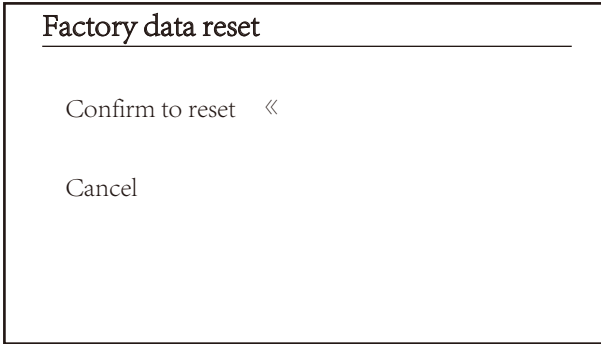 Factory data reset
Confirm to reset 《
Cancel